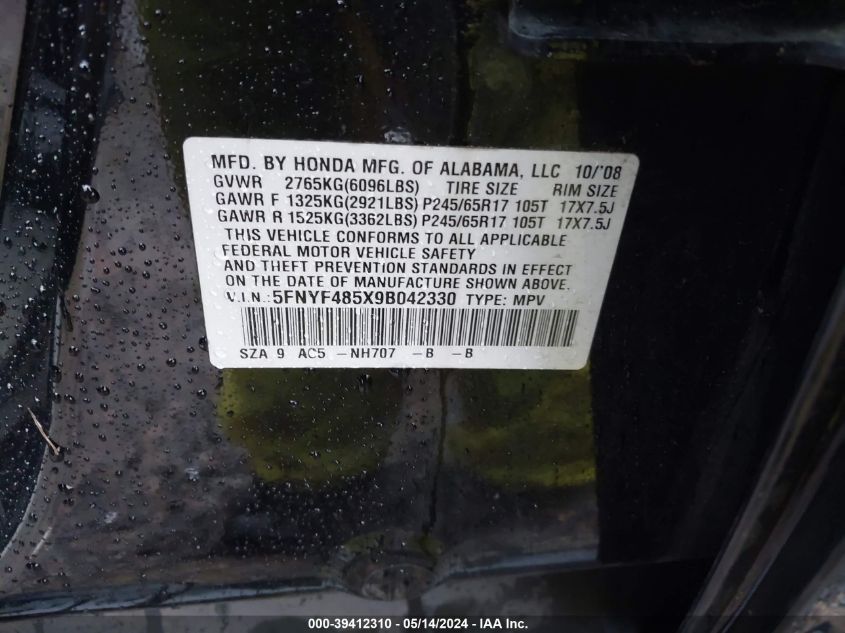 MFD. BY HONDA MFG. OF ALABAMA, LLC 10/'08
GVWR 2765KG(6096LBS) TIRE SIZE RIM SIZE
GAWR F 1325KG(2921LBS) P245/65R17 105T 17X7.5J
GAWR R 1525KG(3362LBS) P245/65R17 105T 17X7.5J
THIS VEHICLE CONFORMS TO ALL APPLICABLE
FEDERAL MOTOR VEHICLE SAFETY
AND THEFT PREVENTION STANDARDS IN EFFECT
ON THE DATE OF MANUFACTURE SHOWN ABOVE.
V.I.N.: 5FNYF485X9B042330 TYPE: MPV
SZA 9 AC5 -NH707 -B -B
000-39412310 - 05/14/2024 - IAA Inc.